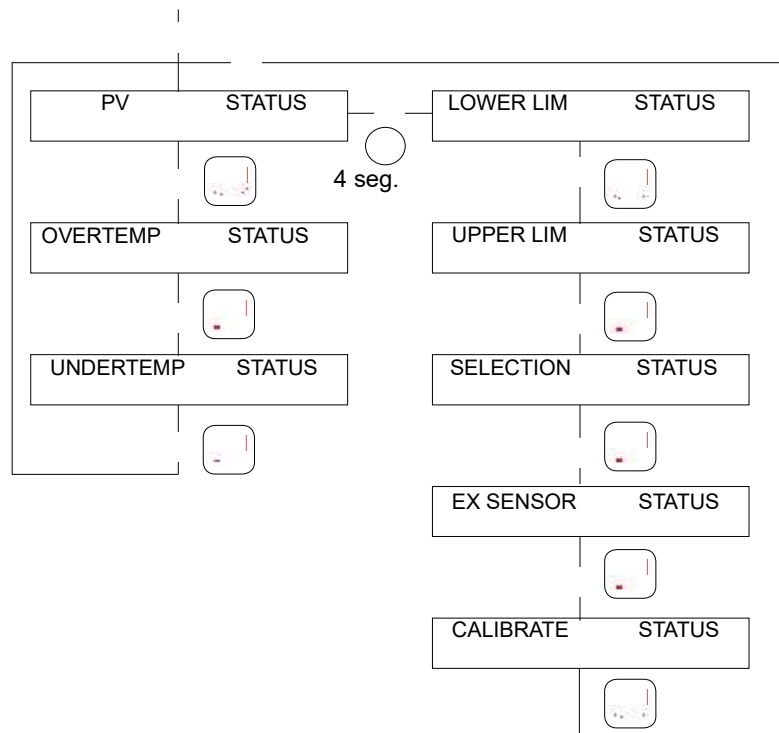 PV STATUS
LOWER LIM STATUS
4 seg.
OVERTEMP STATUS
UPPER LIM STATUS
UNDERTEMP STATUS
SELECTION STATUS
EX SENSOR STATUS
CALIBRATE STATUS